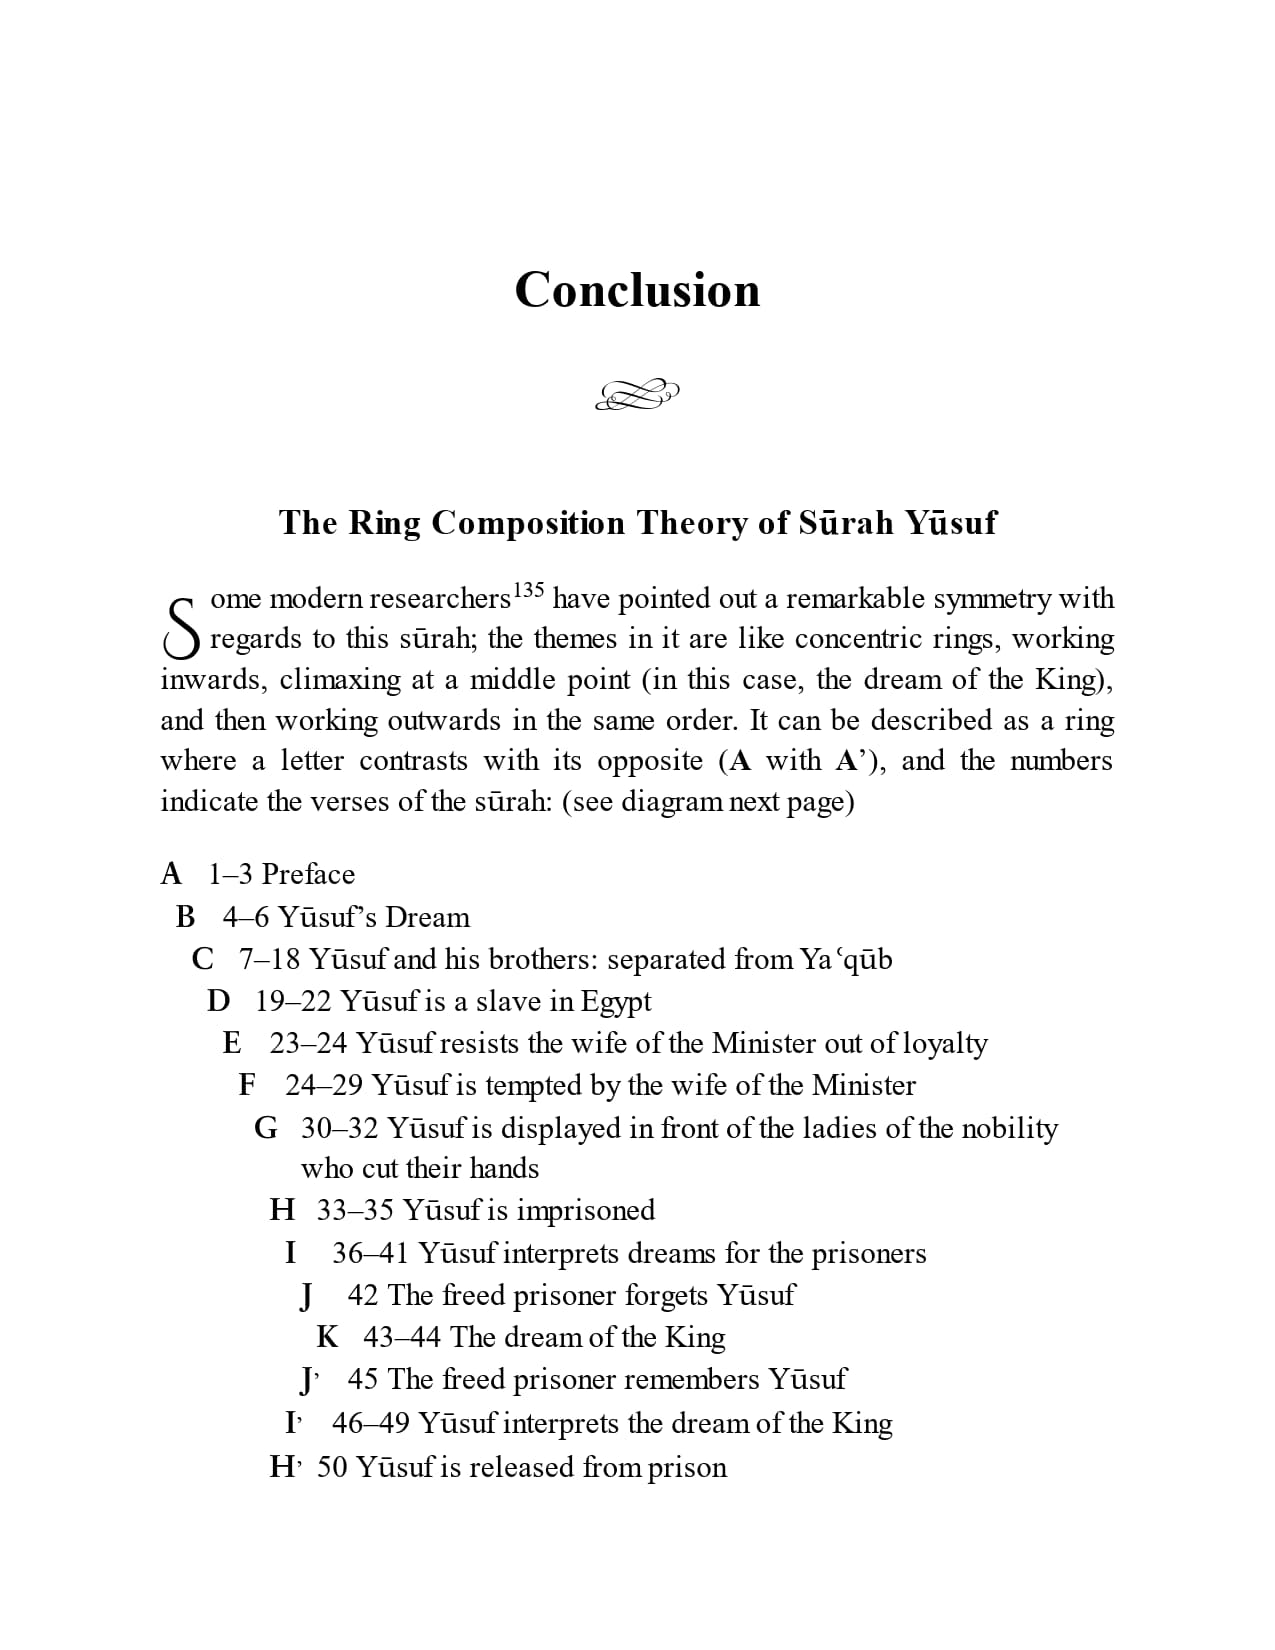 Conclusion
The Ring Composition Theory of Sūrah Yūsuf
Some modern researchers135 have pointed out a remarkable symmetry with
regards to this sūrah; the themes in it are like concentric rings, working
inwards, climaxing at a middle point (in this case, the dream of the King),
and then working outwards in the same order. It can be described as a ring
where a letter contrasts with its opposite (A with A’), and the numbers
indicate the verses of the sūrah: (see diagram next page)
A 1–3 Preface
B 4–6 Yūsuf’s Dream
C 7–18 Yūsuf and his brothers: separated from Yaʿqūb
D 19–22 Yūsuf is a slave in Egypt
E 23–24 Yūsuf resists the wife of the Minister out of loyalty
F 24–29 Yūsuf is tempted by the wife of the Minister
G 30–32 Yūsuf is displayed in front of the ladies of the nobility
who cut their hands
H 33–35 Yūsuf is imprisoned
I 36–41 Yūsuf interprets dreams for the prisoners
J 42 The freed prisoner forgets Yūsuf
K 43–44 The dream of the King
J’ 45 The freed prisoner remembers Yūsuf
I’ 46–49 Yūsuf interprets the dream of the King
H’ 50 Yūsuf is released from prison